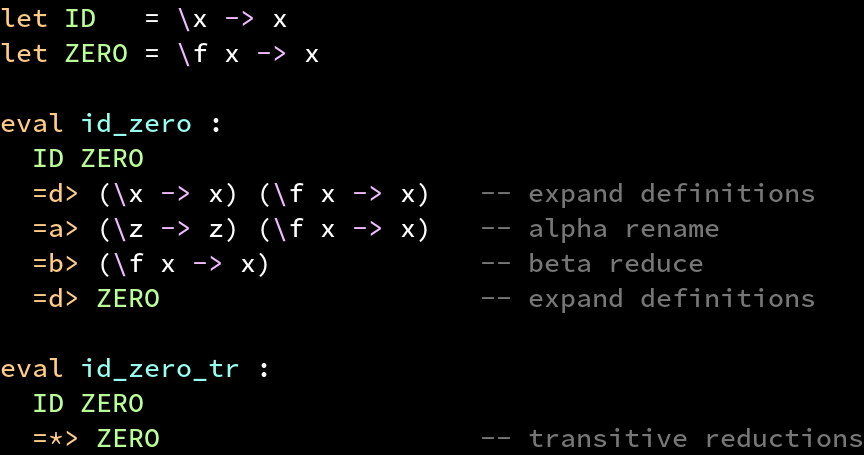 let ID   = \x -> x
let ZERO = \f x -> x

eval id_zero :
  ID ZERO
  =d> (\x -> x) (\f x -> x)   -- expand definitions
  =a> (\z -> z) (\f x -> x)   -- alpha rename
  =b> (\f x -> x)             -- beta reduce
  =d> ZERO                    -- expand definitions

eval id_zero_tr :
  ID ZERO
  =*> ZERO                    -- transitive reductions